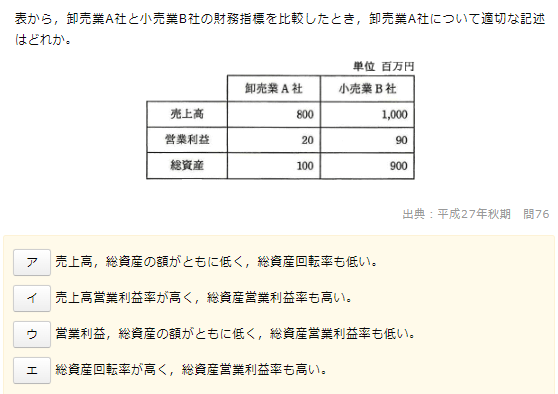 表から，卸売業A社と小売業B社の財務指標を比較したとき，卸売業A社について適切な記述
はどれか。
単位 百万円
卸売業 A 社 小売業 B 社
売上高 800 1,000
営業利益 20 90
総資産 100 900
出典：平成27年秋期 問76
ア 売上高，総資産の額がともに低く，総資産回転率も低い。
イ 売上高営業利益率が高く，総資産営業利益率も高い。
ウ 営業利益，総資産の額がともに低く，総資産営業利益率も低い。
エ 総資産回転率が高く，総資産営業利益率も高い。